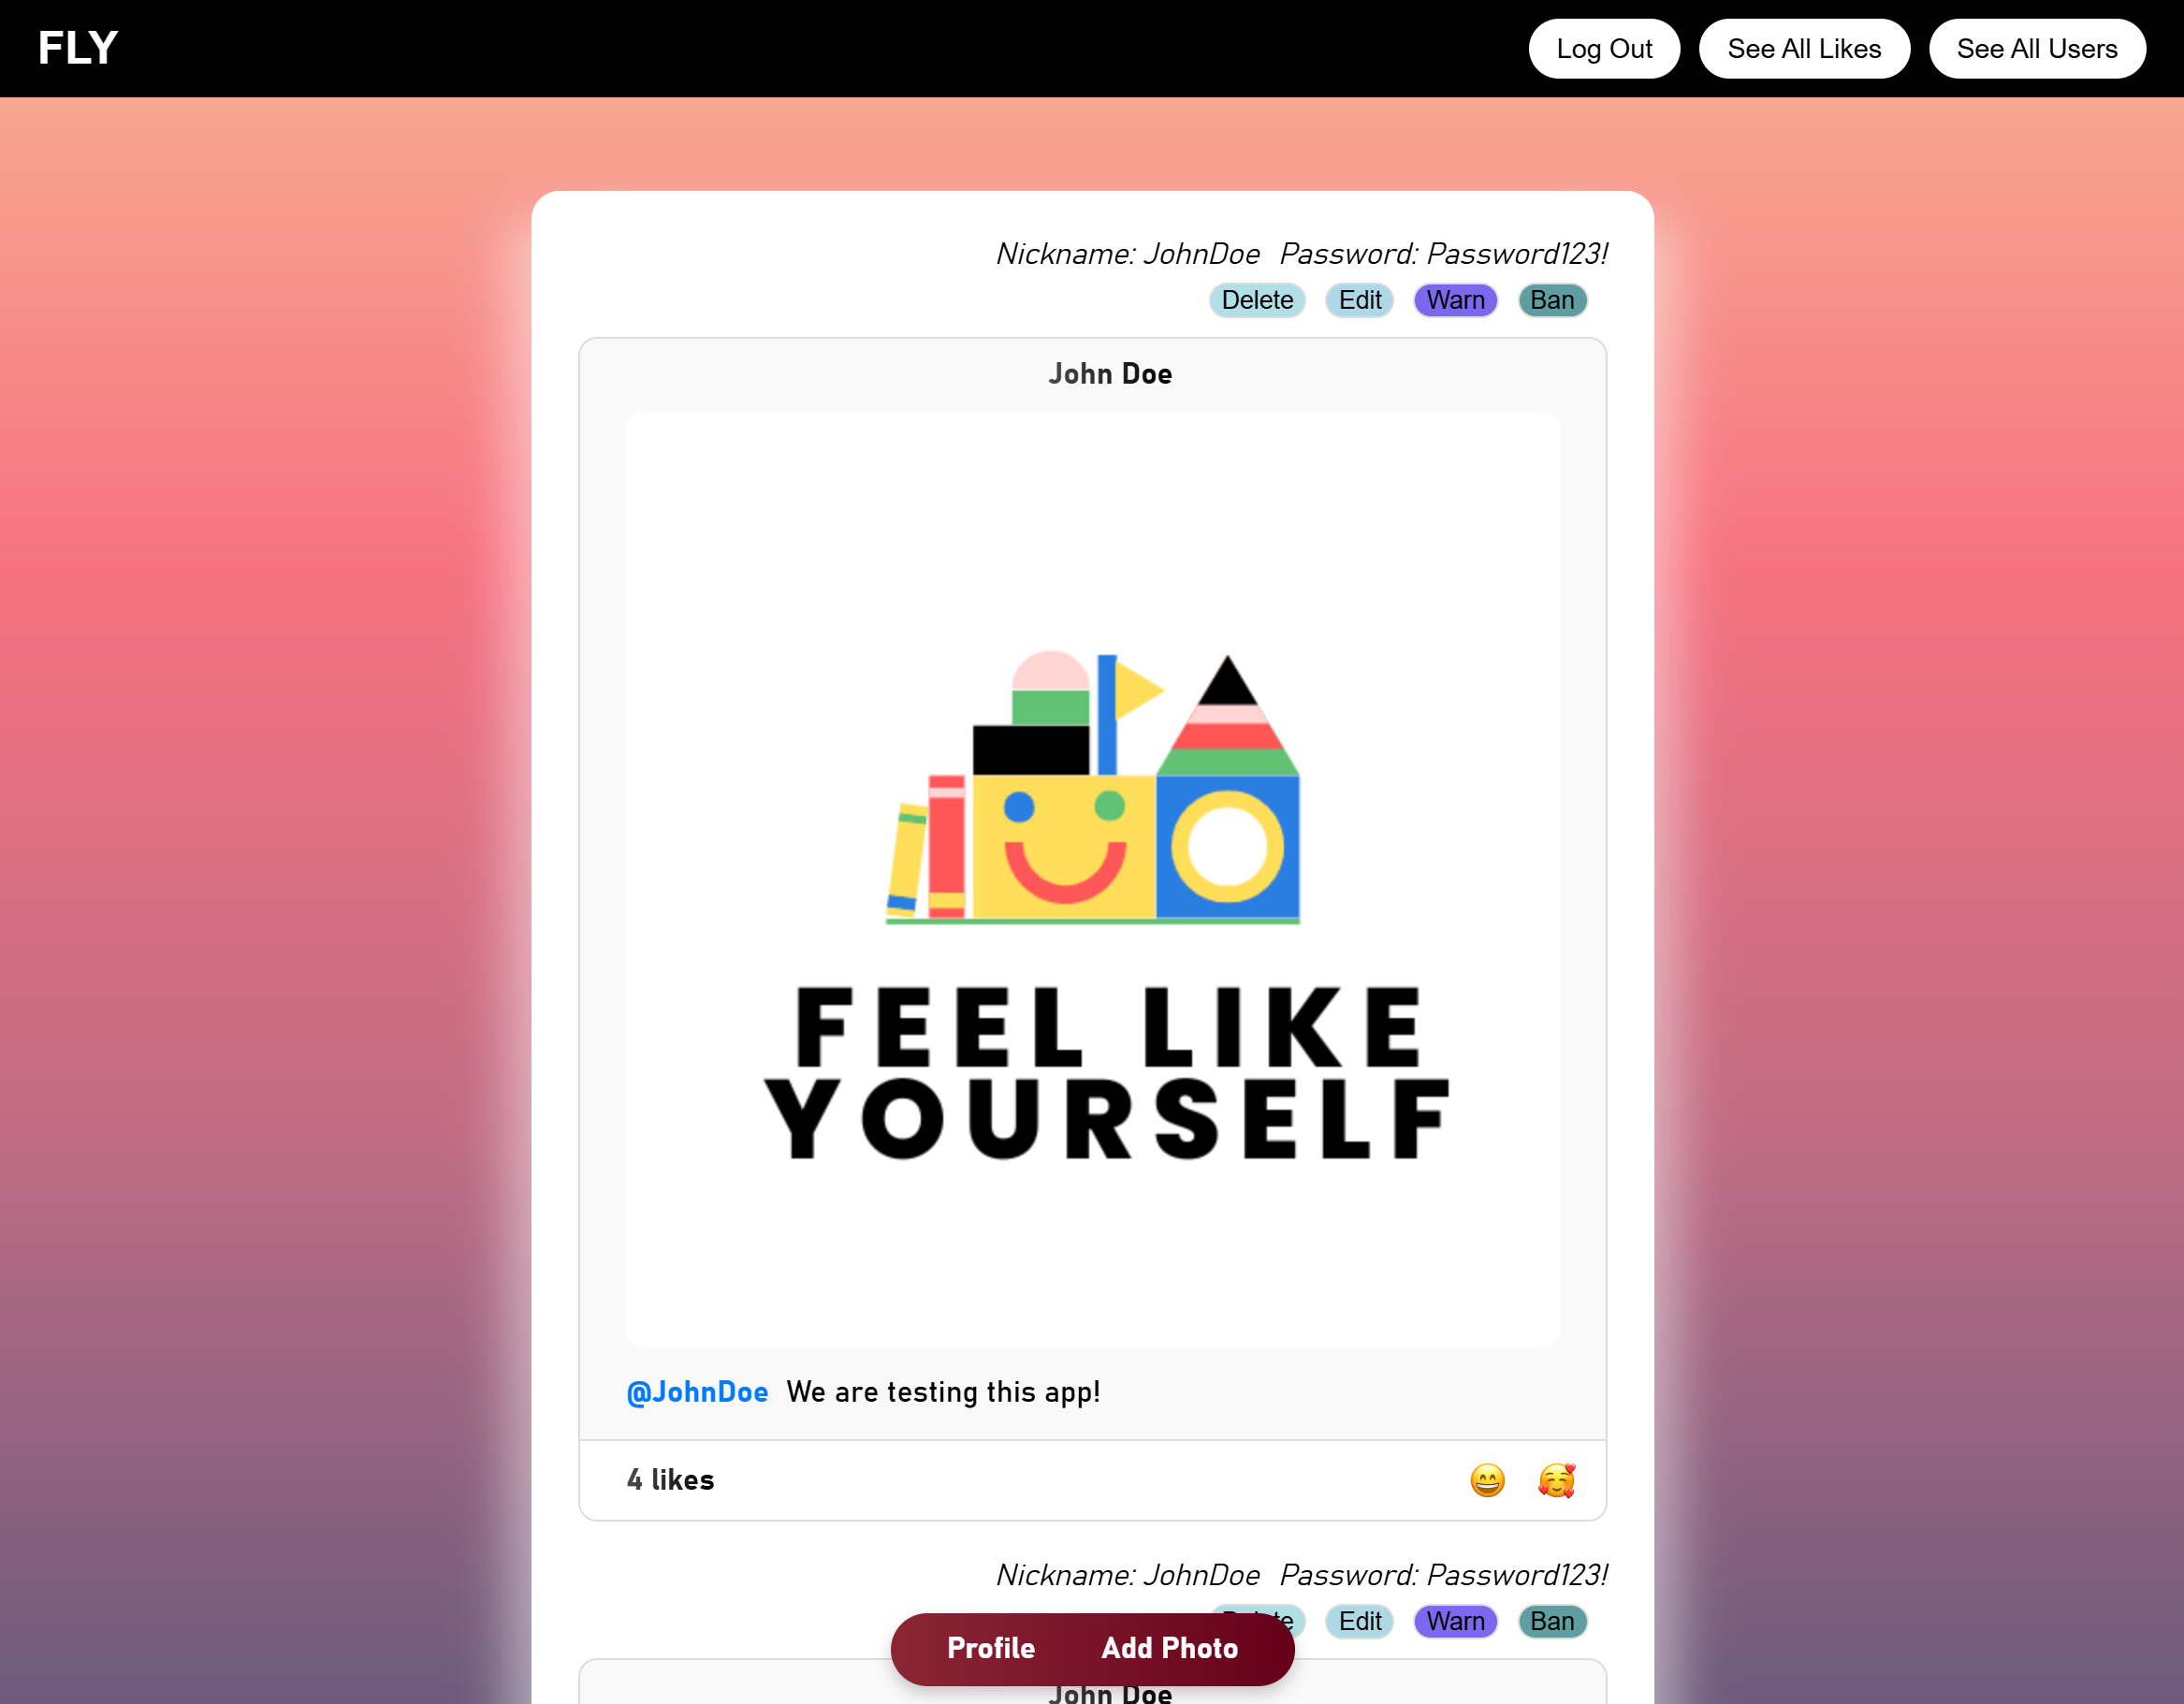 FLY
Log Out
See All Likes
See All Users
Nickname: JohnDoe Password: Password123!
Delete Edit Warn Ban
John Doe
FEEL LIKE
YOURSELF
@JohnDoe We are testing this app!
4 likes
Nickname: JohnDoe Password: Password123!
Delete Edit Warn Ban
Profile Add Photo
John Doe